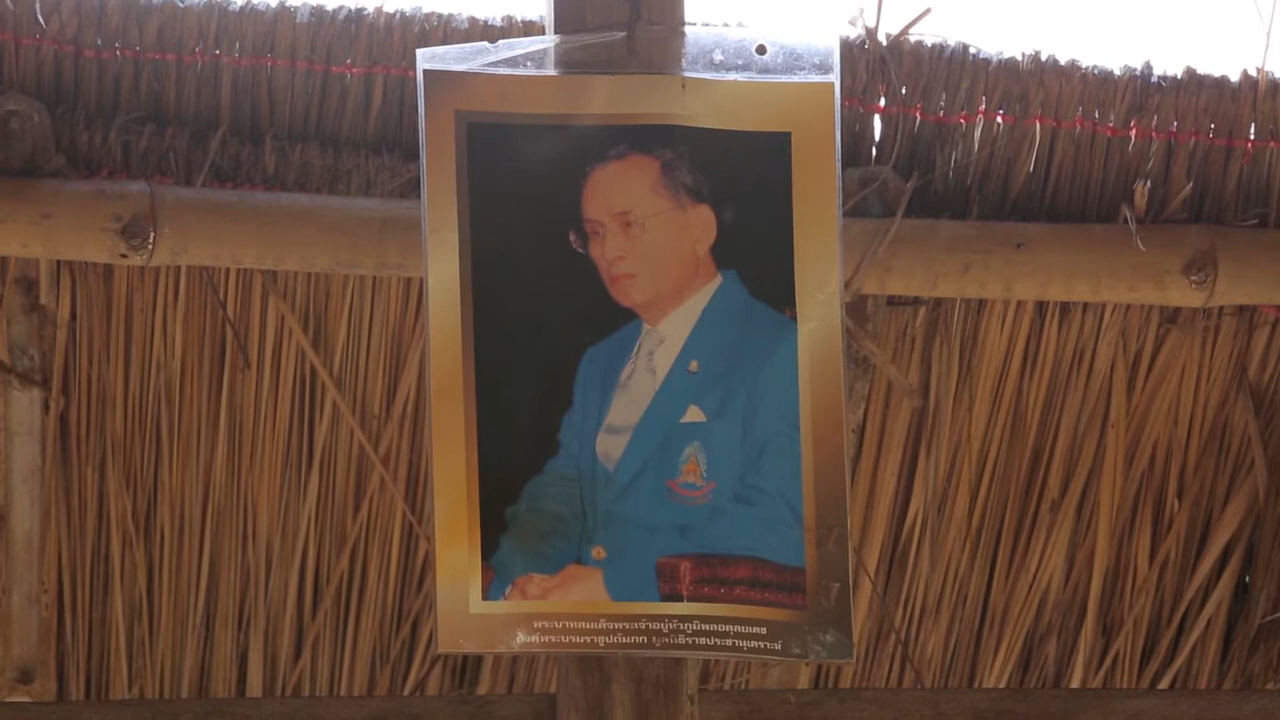 พระบาทสมเด็จพระเจ้าอยู่หัวภูมิพลอดุลยเดช
องค์พระบรมราชูปถัมภก มูลนิธิราชประชานุเคราะห์